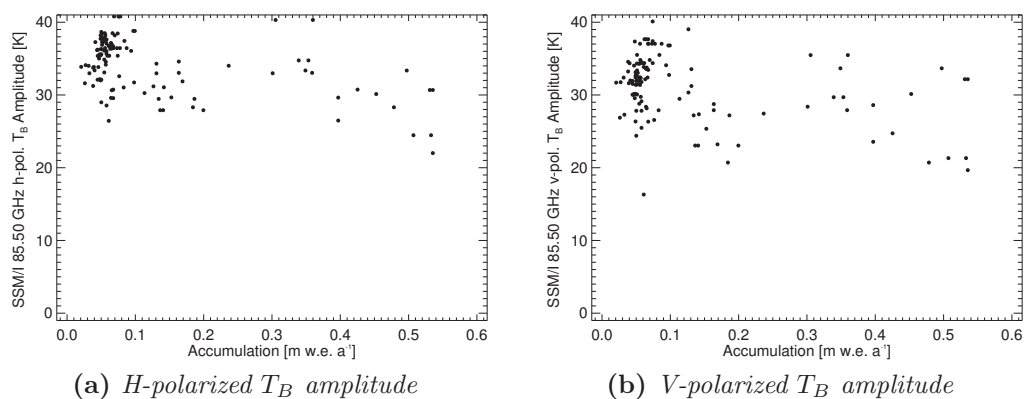 SSM/I 85.50 GHz h-pol. T_B Amplitude [K]
40
30
20
10
0
0.0 0.1 0.2 0.3 0.4 0.5 0.6
Accumulation [m w.e. a⁻¹]
(a) H-polarized T_B amplitude
SSM/I 85.50 GHz v-pol. T_B Amplitude [K]
40
30
20
10
0
0.0 0.1 0.2 0.3 0.4 0.5 0.6
Accumulation [m w.e. a⁻¹]
(b) V-polarized T_B amplitude